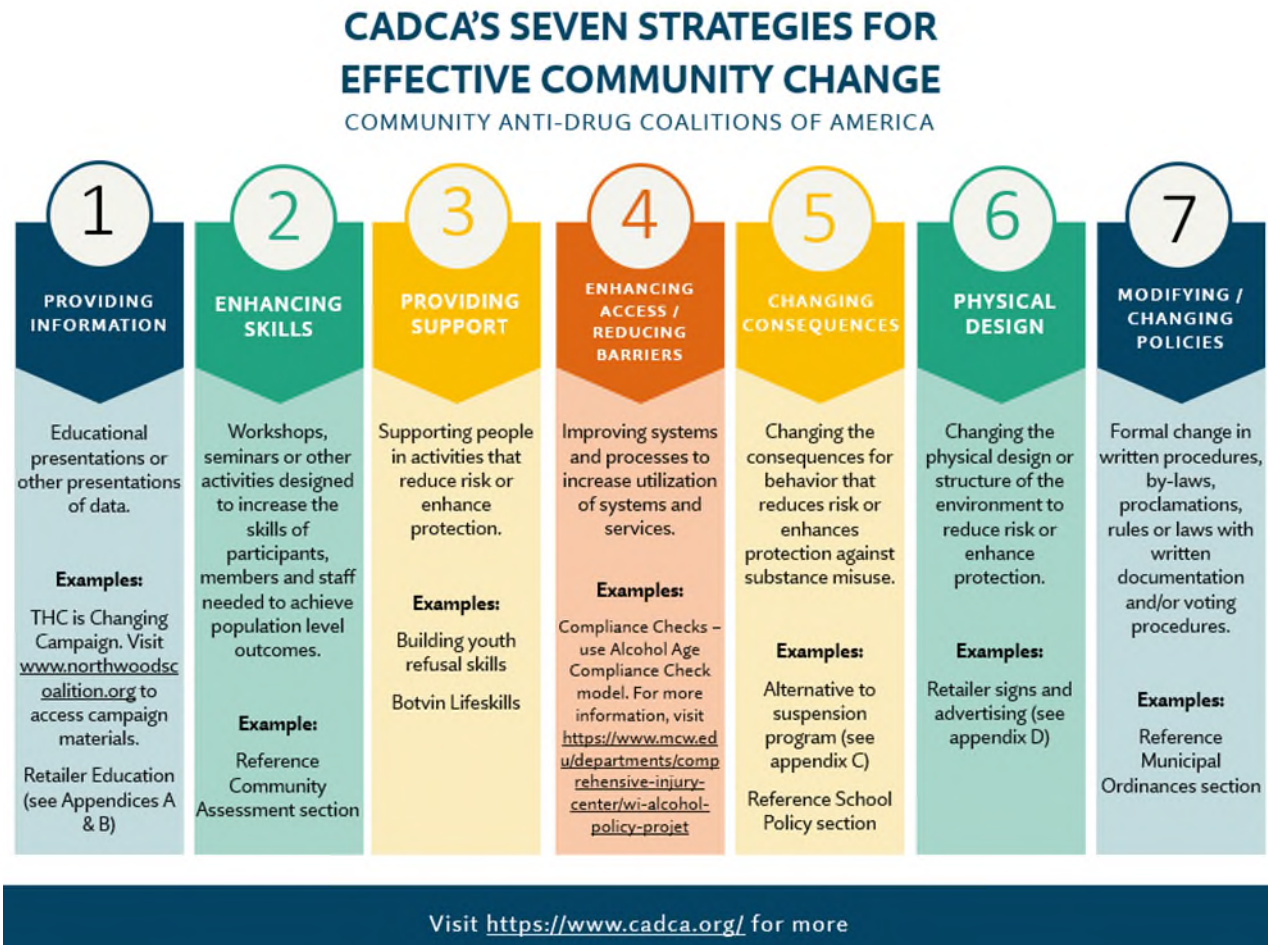 CADCA'S SEVEN STRATEGIES FOR
EFFECTIVE COMMUNITY CHANGE
COMMUNITY ANTI-DRUG COALITIONS OF AMERICA
1
PROVIDING
INFORMATION
Educational
presentations or
other presentations
of data.
Examples:
THC is Changing
Campaign. Visit
www.northwoodsc
oalition.org to
access campaign
materials.
Retailer Education
(see Appendices A
& B)
2
ENHANCING
SKILLS
Workshops,
seminars or other
activities designed
to increase the
skills of
participants,
members and staff
needed to achieve
population level
outcomes.
Example:
Reference
Community
Assessment section
3
PROVIDING
SUPPORT
Supporting people
in activities that
reduce risk or
enhance
protection.
Examples:
Building youth
refusal skills
Botvin Lifeskills
4
ENHANCING
ACCESS /
REDUCING
BARRIERS
Improving systems
and processes to
increase utilization
of systems and
services.
Examples:
Compliance Checks –
use Alcohol Age
Compliance Check
model. For more
information, visit
https://www.mcw.ed
u/departments/comp
rehensive-injury-
center/wi-alcohol-
policy-projet
5
CHANGING
CONSEQUENCES
Changing the
consequences for
behavior that
reduces risk or
enhances
protection against
substance misuse.
Examples:
Alternative to
suspension
program (see
appendix C)
Reference School
Policy section
6
PHYSICAL
DESIGN
Changing the
physical design or
structure of the
environment to
reduce risk or
enhance
protection.
Examples:
Retailer signs and
advertising (see
appendix D)
7
MODIFYING /
CHANGING
POLICIES
Formal change in
written procedures,
by-laws,
proclamations,
rules or laws with
written
documentation
and/or voting
procedures.
Examples:
Reference
Municipal
Ordinances section
Visit https://www.cadca.org/ for more